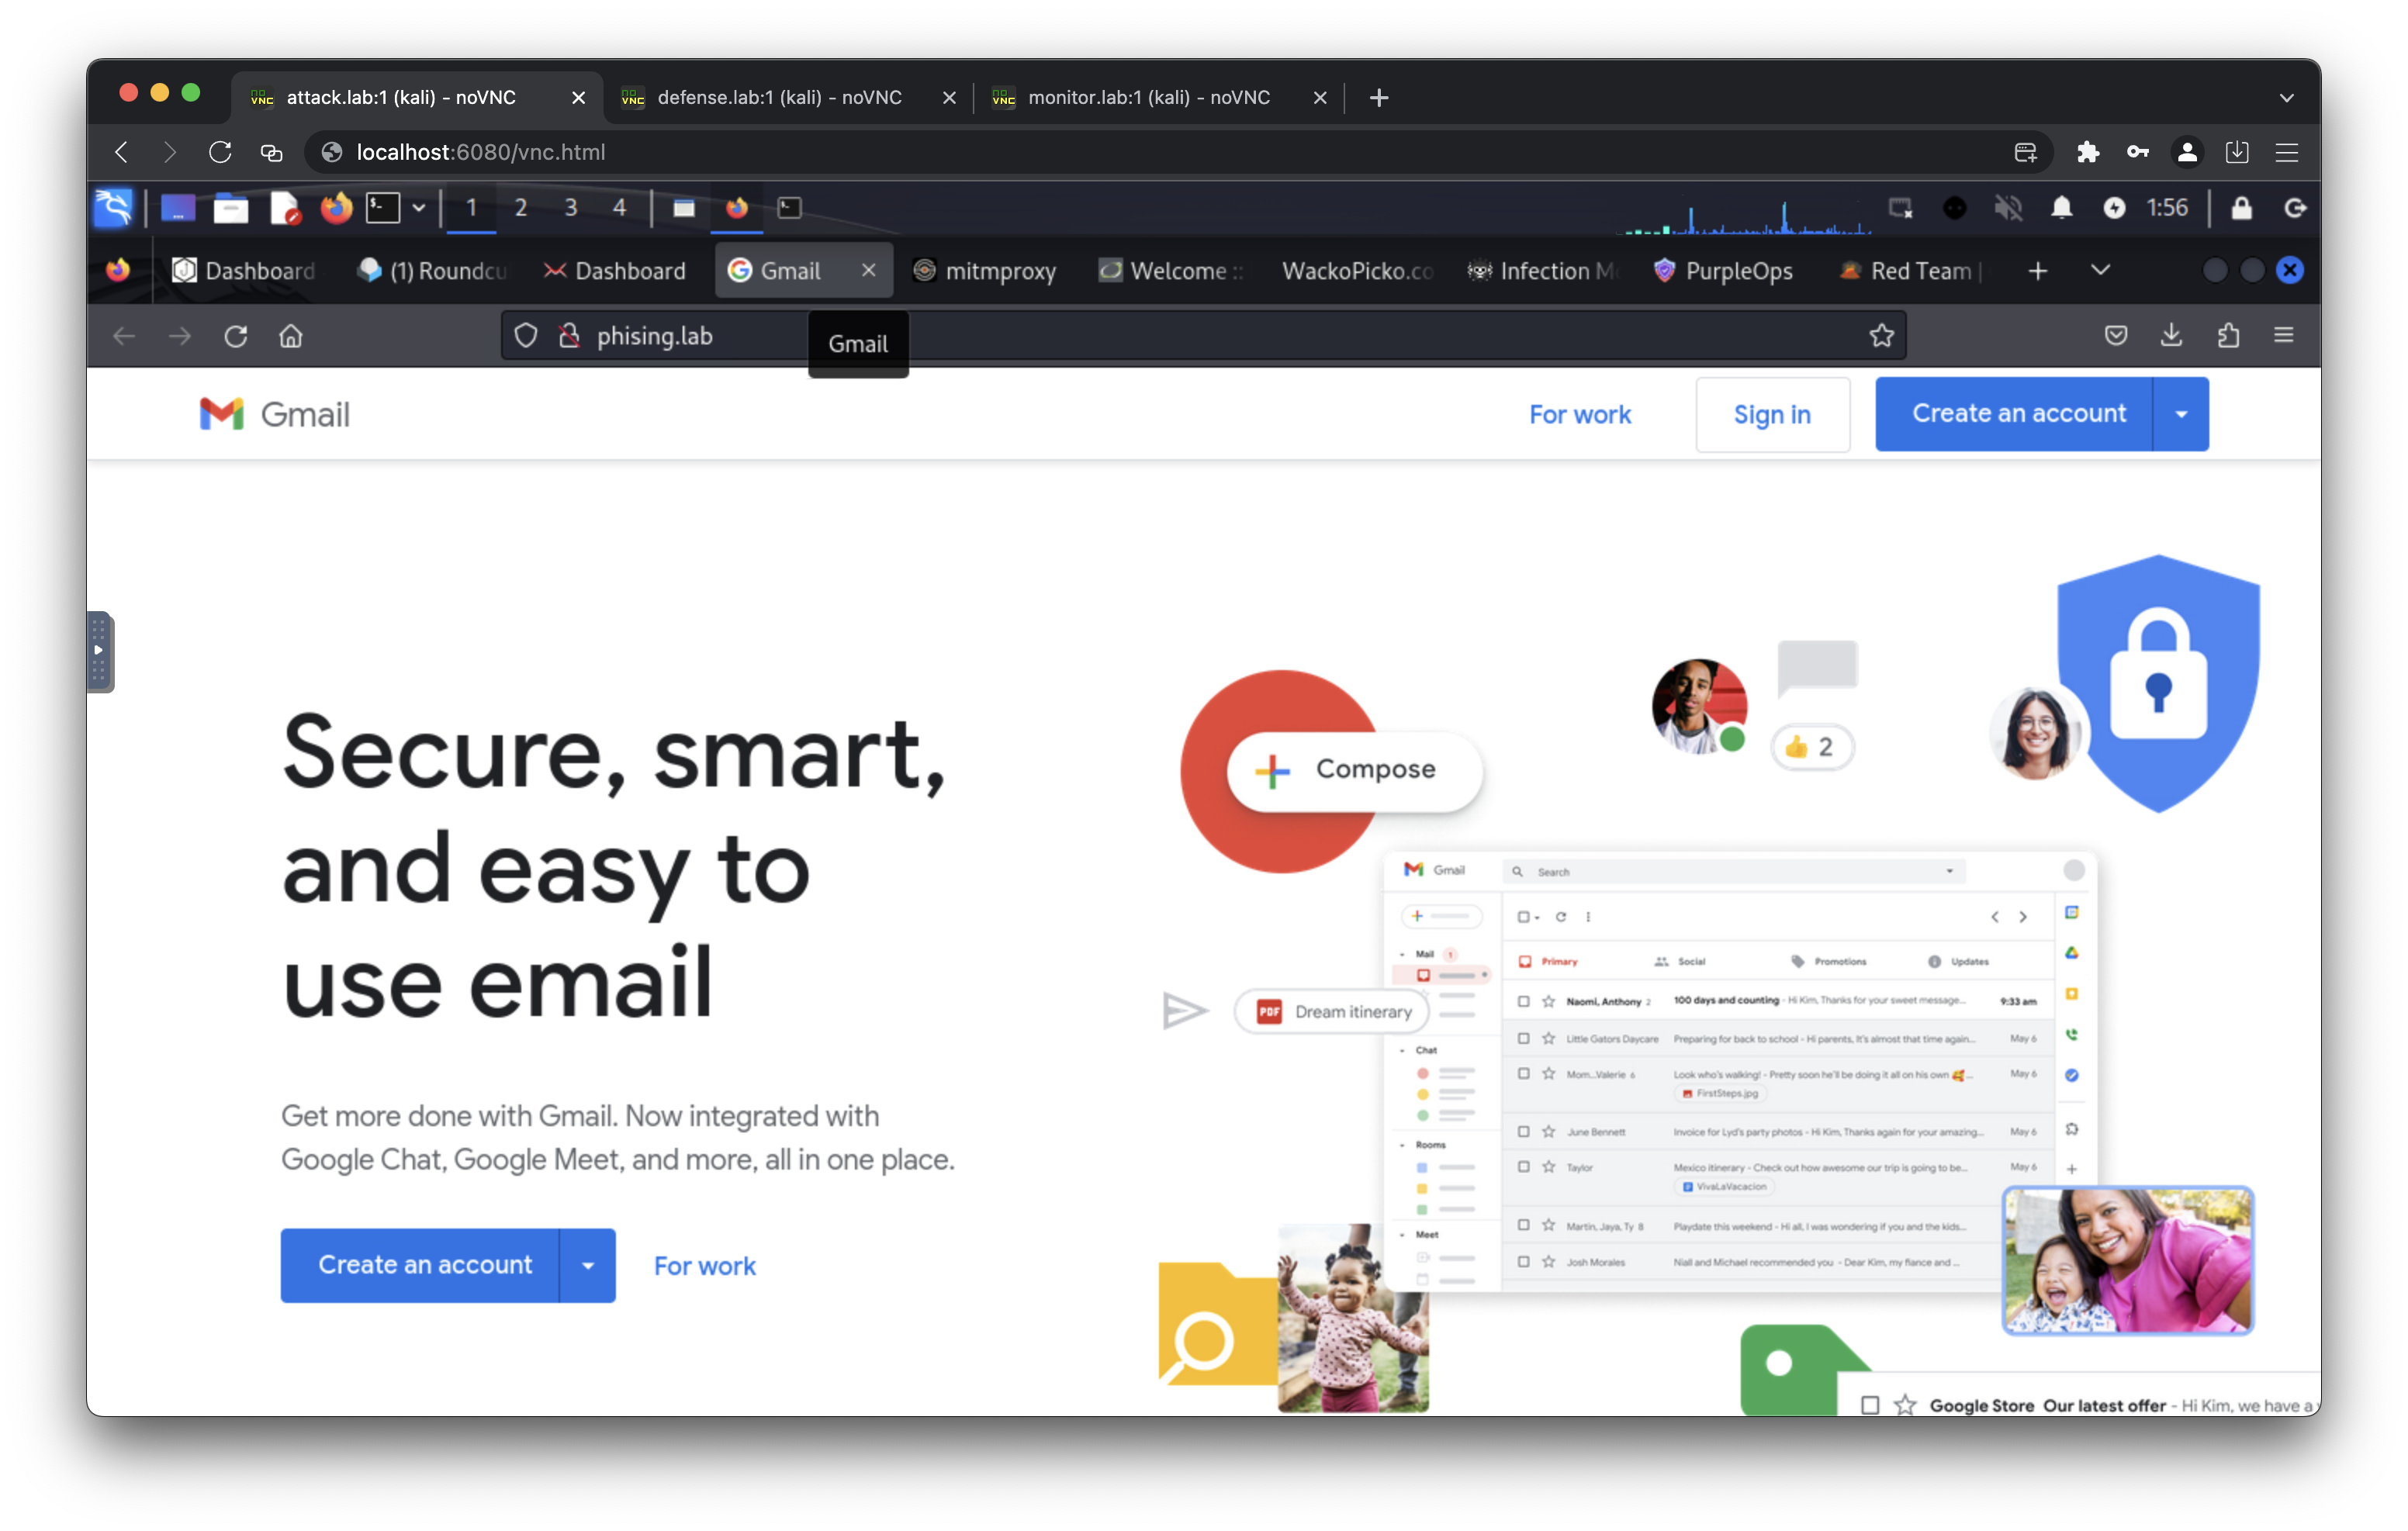 attack.lab:1 (kali) - noVNC
defense.lab:1 (kali) - noVNC
monitor.lab:1 (kali) - noVNC
localhost:6080/vnc.html
1 2 3 4
1:56
Dashboard
(1) Roundcu
Dashboard
Gmail
mitmproxy
Welcome ::
WackoPicko.co
Infection Mo
PurpleOps
Red Team |
phising.lab
Gmail
Gmail
For work
Sign in
Create an account
Secure, smart,
and easy to
use email
Get more done with Gmail. Now integrated with
Google Chat, Google Meet, and more, all in one place.
Create an account
For work
Compose
2
Gmail
Search
Mail 1
Primary
Social
Promotions
Updates
Naomi, Anthony 2 100 days and counting - Hi Kim, Thanks for your sweet message... 9:33 am
PDF Dream itinerary
Little Gators Daycare Preparing for back to school - Hi parents, It's almost that time again... May 6
Chat
Mom...Valerie 6 Look who's walking! - Pretty soon he'll be doing it all on his own 🥰... May 6
FirstSteps.jpg
June Bennett Invoice for Lyd's party photos - Hi Kim, Thanks again for your amazing... May 6
Rooms
Taylor Mexico itinerary - Check out how awesome our trip is going to be... May 6
VivaLaVacacion
Martin, Jaya, Ty 8 Playdate this weekend - Hi all, I was wondering if you and the kids...
Meet
Josh Morales Niall and Michael recommended you - Dear Kim, my fiance and ...
Google Store Our latest offer - Hi Kim, we have a